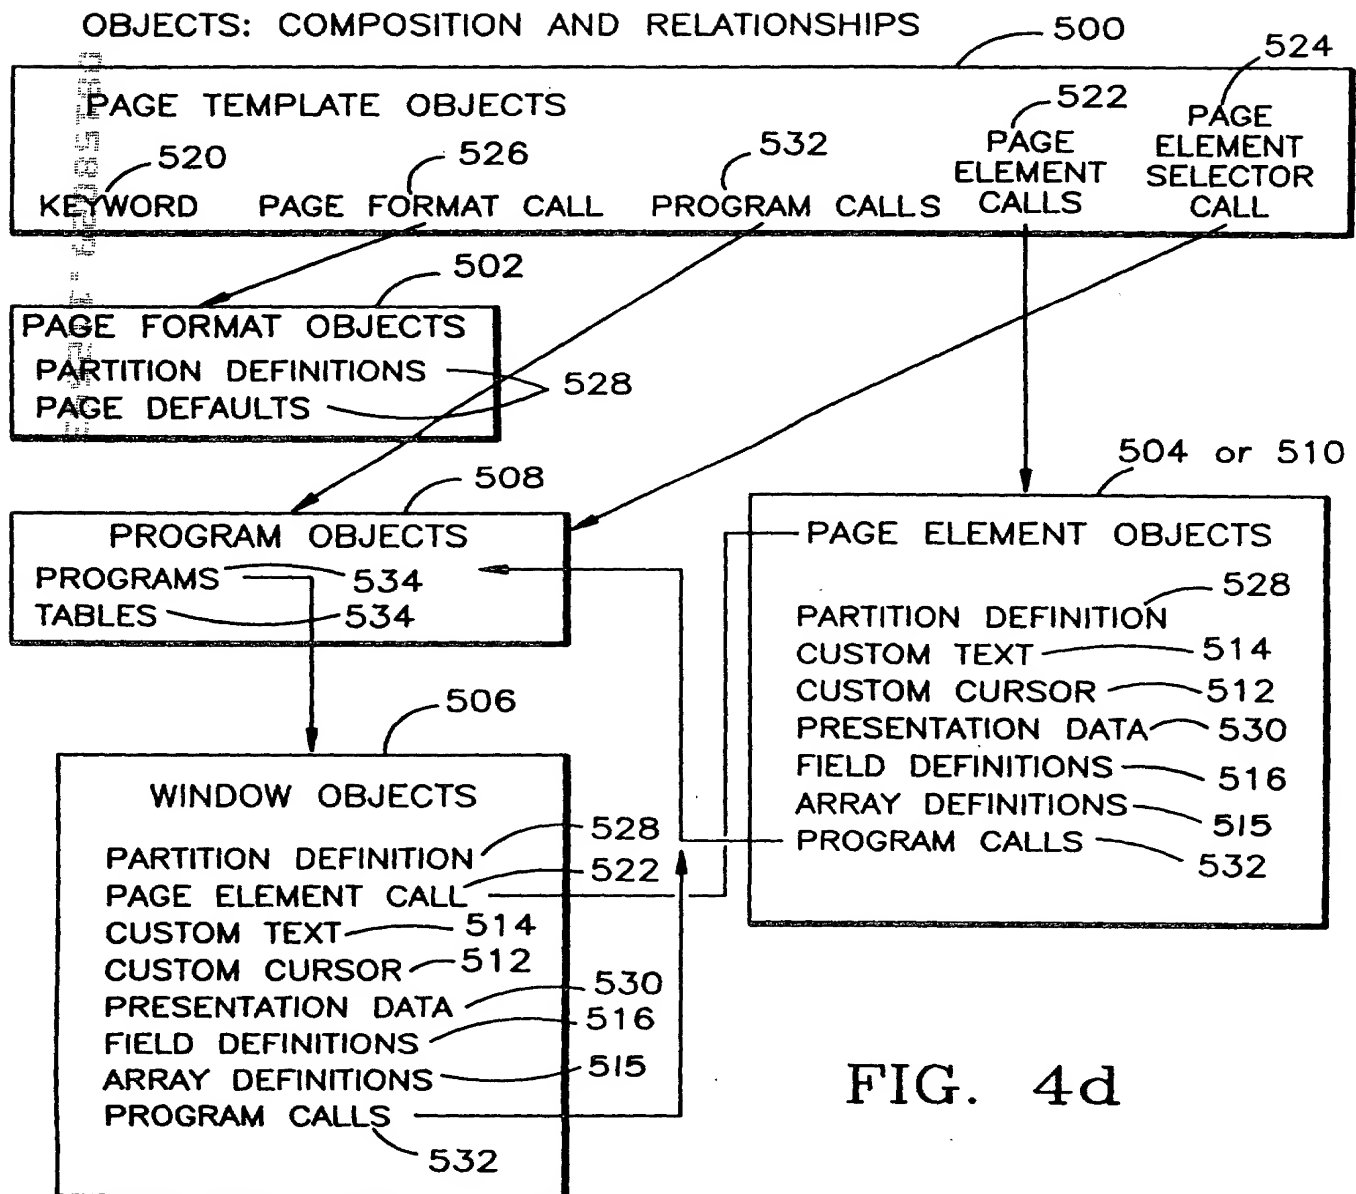 OBJECTS: COMPOSITION AND RELATIONSHIPS
500
524
PAGE TEMPLATE OBJECTS
522
PAGE ELEMENT SELECTOR CALL
PAGE ELEMENT CALLS
520
526
532
KEYWORD
PAGE FORMAT CALL
PROGRAM CALLS
502
PAGE FORMAT OBJECTS
PARTITION DEFINITIONS
528
PAGE DEFAULTS
508
PROGRAM OBJECTS
PROGRAMS 534
TABLES 534
504 or 510
PAGE ELEMENT OBJECTS
528
PARTITION DEFINITION
CUSTOM TEXT 514
CUSTOM CURSOR 512
PRESENTATION DATA 530
FIELD DEFINITIONS 516
ARRAY DEFINITIONS 515
PROGRAM CALLS 532
506
WINDOW OBJECTS
PARTITION DEFINITION 528
PAGE ELEMENT CALL 522
CUSTOM TEXT 514
CUSTOM CURSOR 512
PRESENTATION DATA 530
FIELD DEFINITIONS 516
ARRAY DEFINITIONS 515
PROGRAM CALLS
532
FIG. 4d